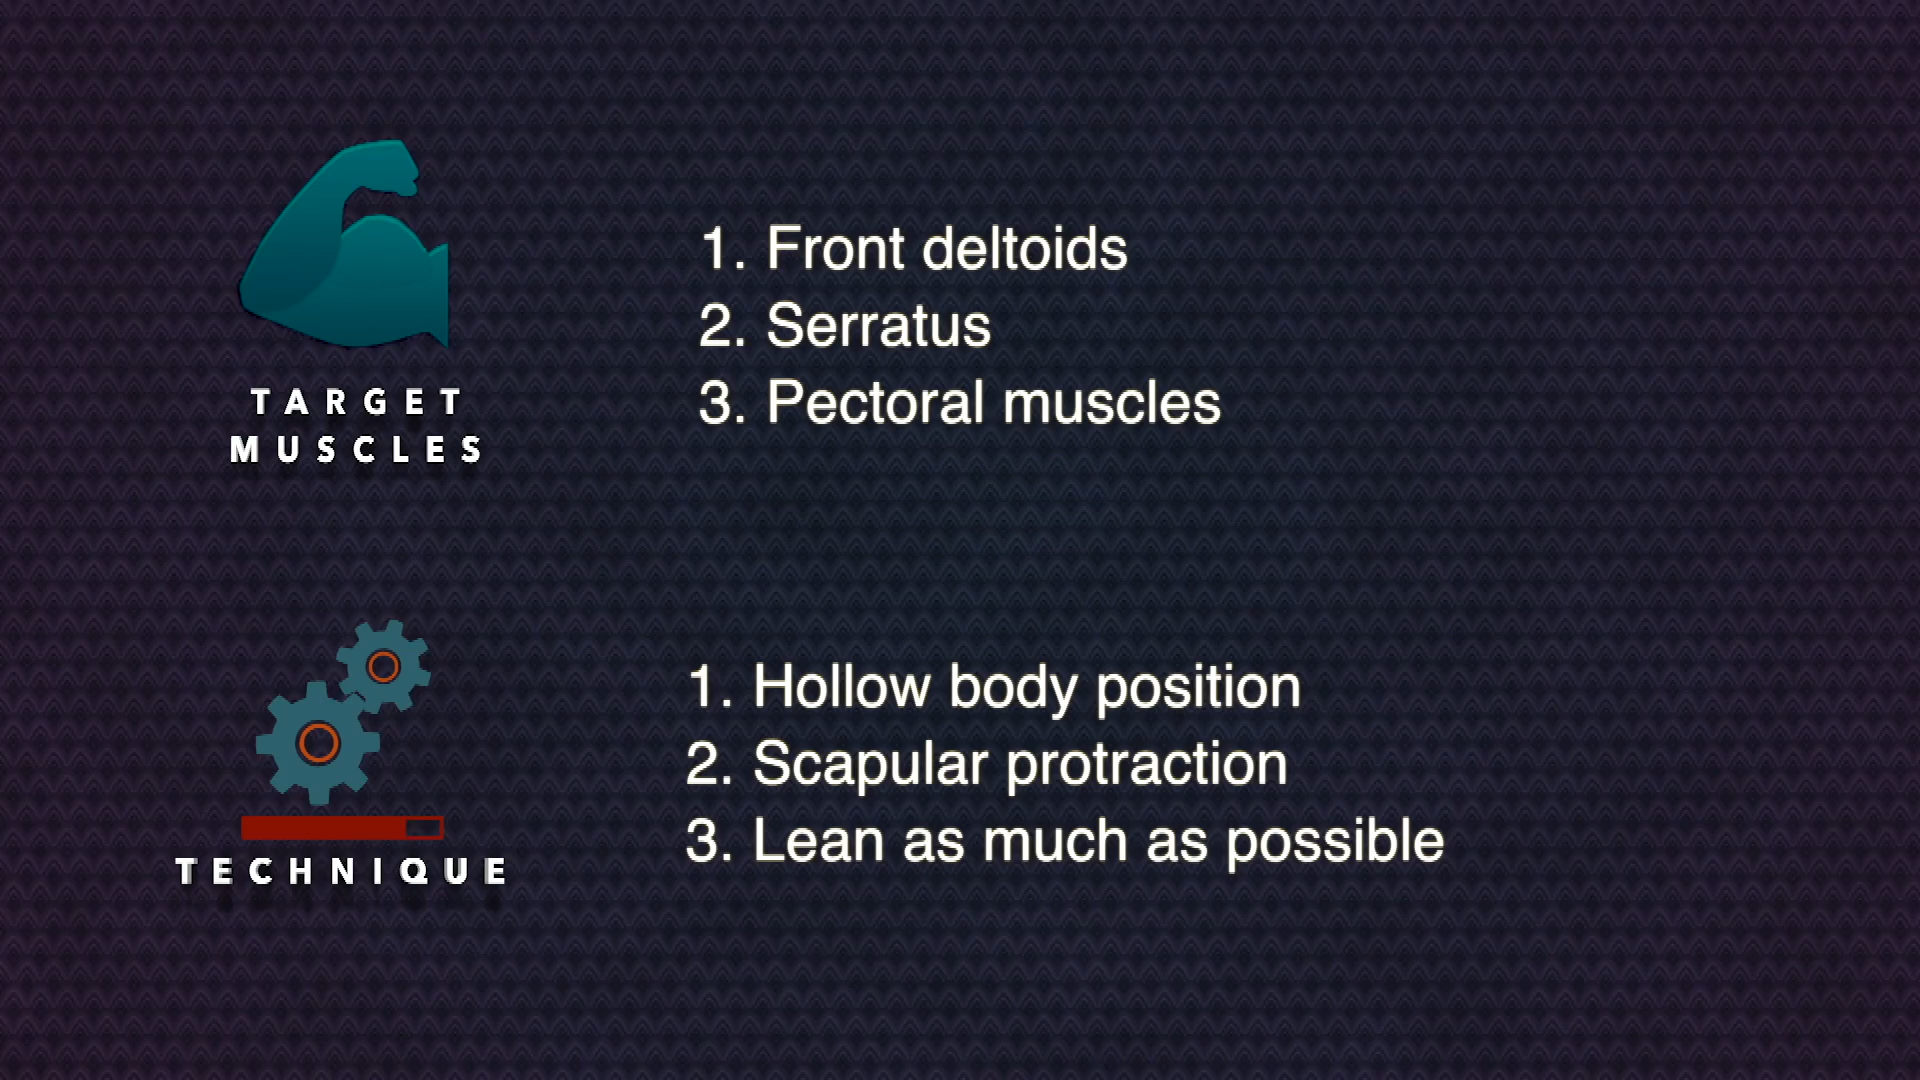 1. Front deltoids
2. Serratus
3. Pectoral muscles
TARGET
MUSCLES
1. Hollow body position
2. Scapular protraction
3. Lean as much as possible
TECHNIQUE